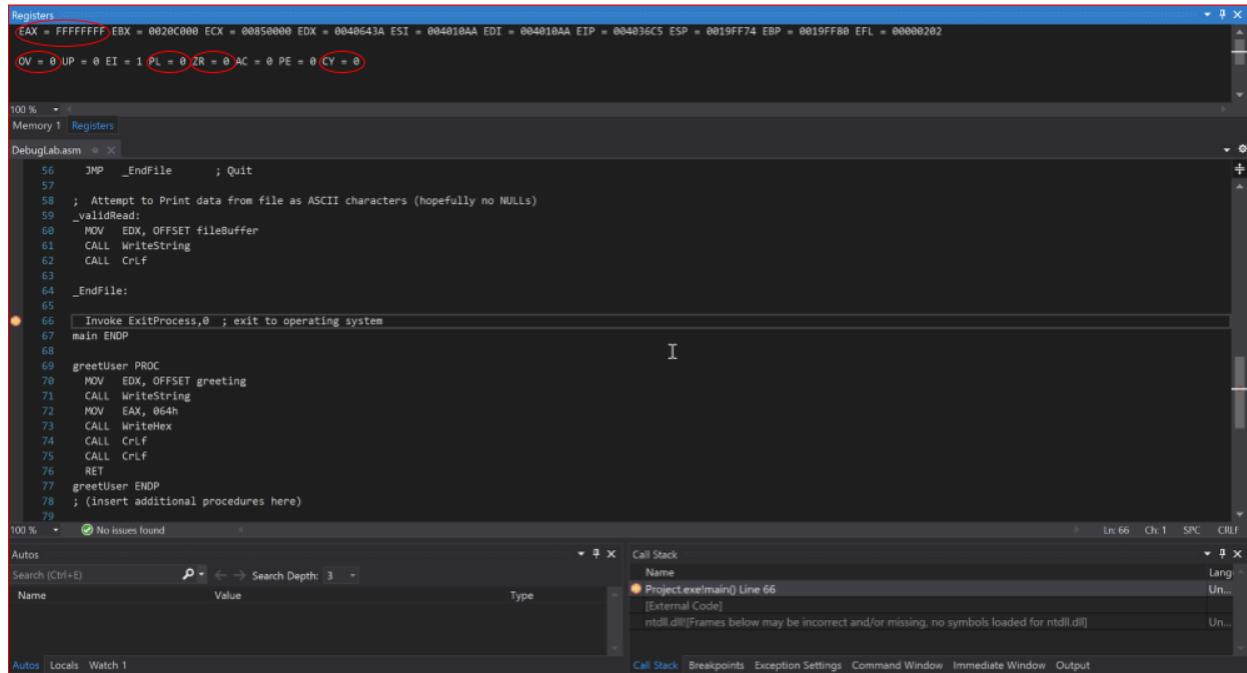 Registers
EAX = FFFFFFFF EBX = 0020C000 ECX = 00850000 EDX = 0040643A ESI = 004010AA EDI = 004010AA EIP = 004036C5 ESP = 0019FF74 EBP = 0019FF80 EFL = 00000202
OV = 0 UP = 0 EI = 1 PL = 0 ZR = 0 AC = 0 PE = 0 CY = 0
100 %
Memory 1 Registers
DebugLab.asm
56 JMP _EndFile ; Quit
57
58 ; Attempt to Print data from file as ASCII characters (hopefully no NULLs)
59 _validRead:
60 MOV EDX, OFFSET fileBuffer
61 CALL WriteString
62 CALL CrLf
63
64 _EndFile:
65
66 Invoke ExitProcess,0 ; exit to operating system
67 main ENDP
68
69 greetUser PROC
70 MOV EDX, OFFSET greeting
71 CALL WriteString
72 MOV EAX, 064h
73 CALL WriteHex
74 CALL CrLf
75 CALL CrLf
76 RET
77 greetUser ENDP
78 ; (insert additional procedures here)
79
100 % No issues found Ln: 66 Ch: 1 SPC CRLF
Autos
Search (Ctrl+E) Search Depth: 3
Name Value Type
Autos Locals Watch 1
Call Stack
Name Lang
Project.exe!main() Line 66 Un...
[External Code]
ntdll.dll![Frames below may be incorrect and/or missing, no symbols loaded for ntdll.dll] Un...
Call Stack Breakpoints Exception Settings Command Window Immediate Window Output